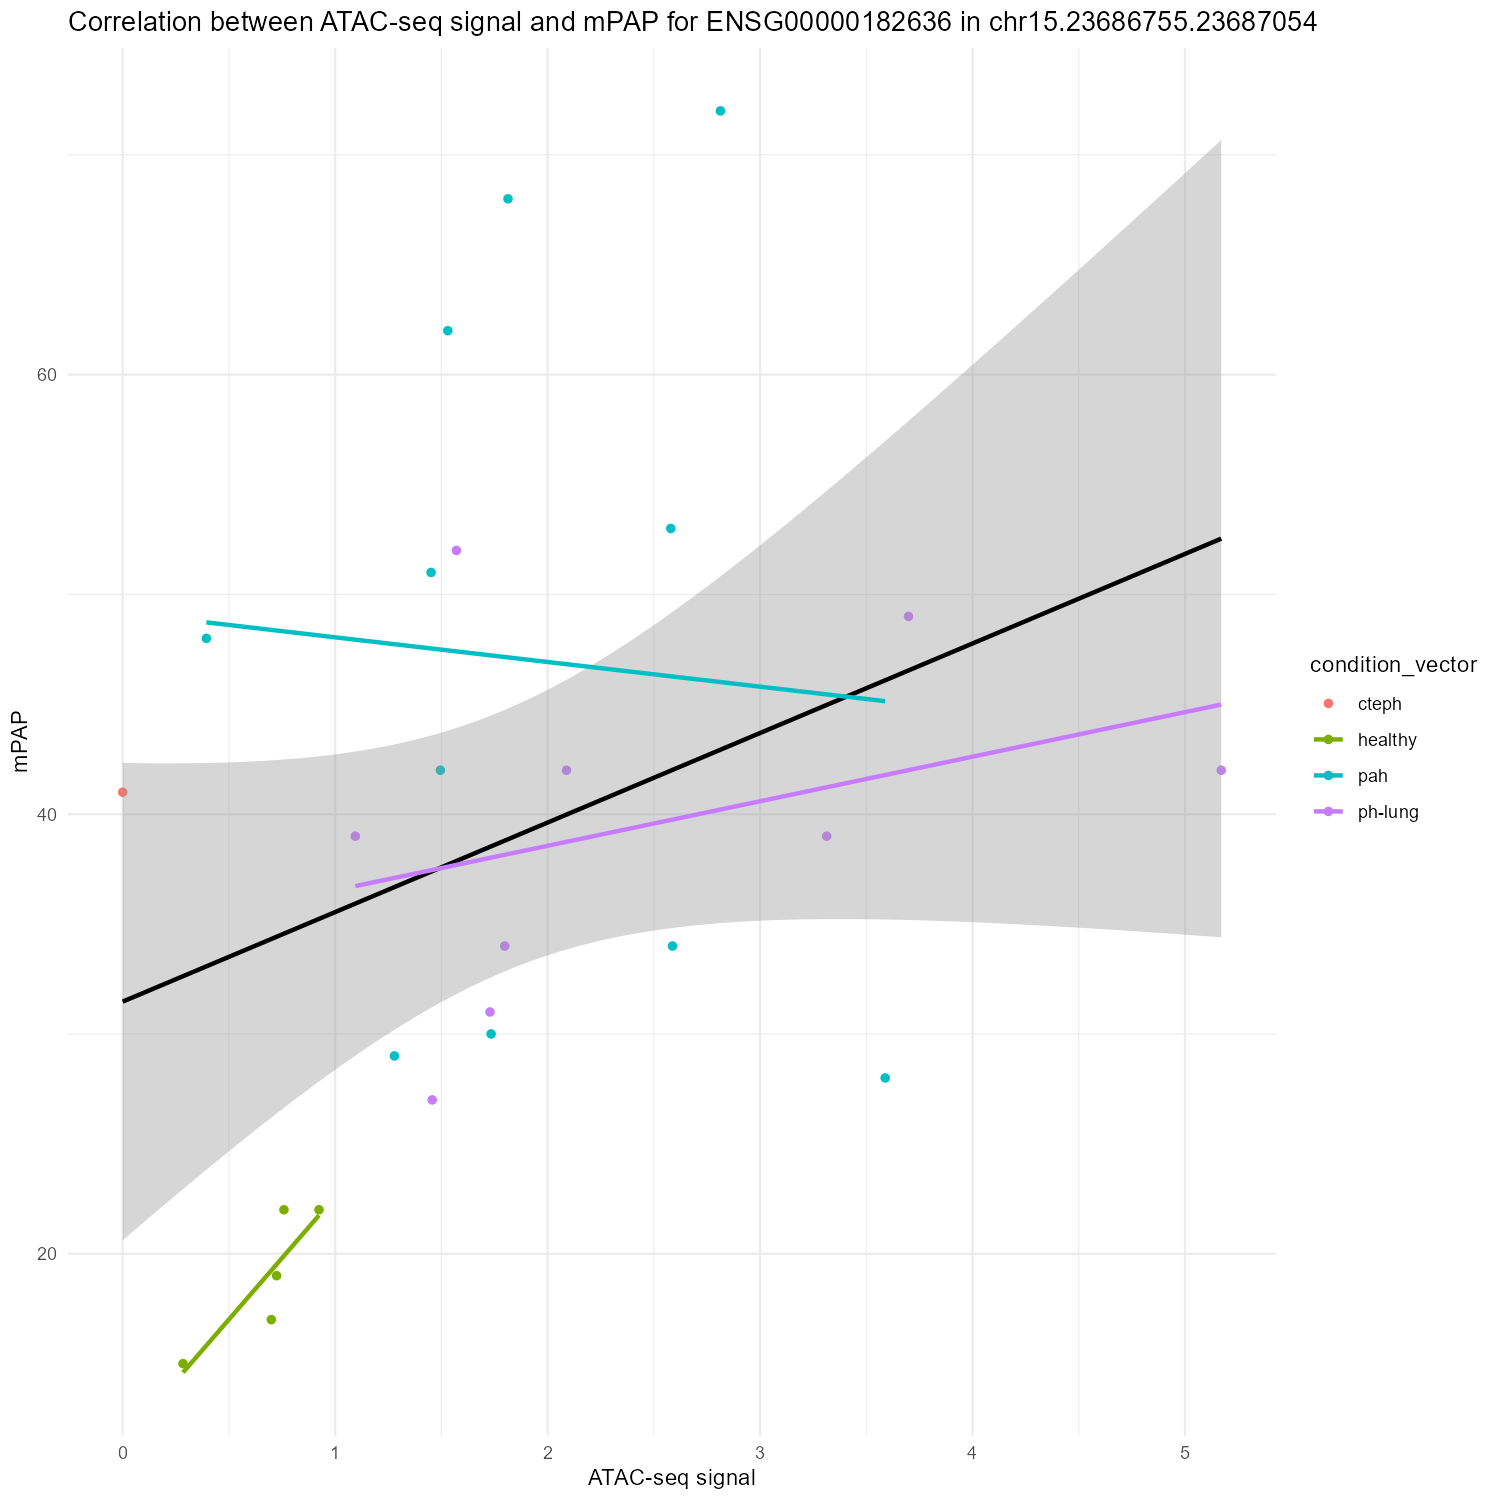 Correlation between ATAC-seq signal and mPAP for ENSG00000182636 in chr15.23686755.23687054
60
40
20
mPAP
0 1 2 3 4 5
ATAC-seq signal
condition_vector
cteph
healthy
pah
ph-lung